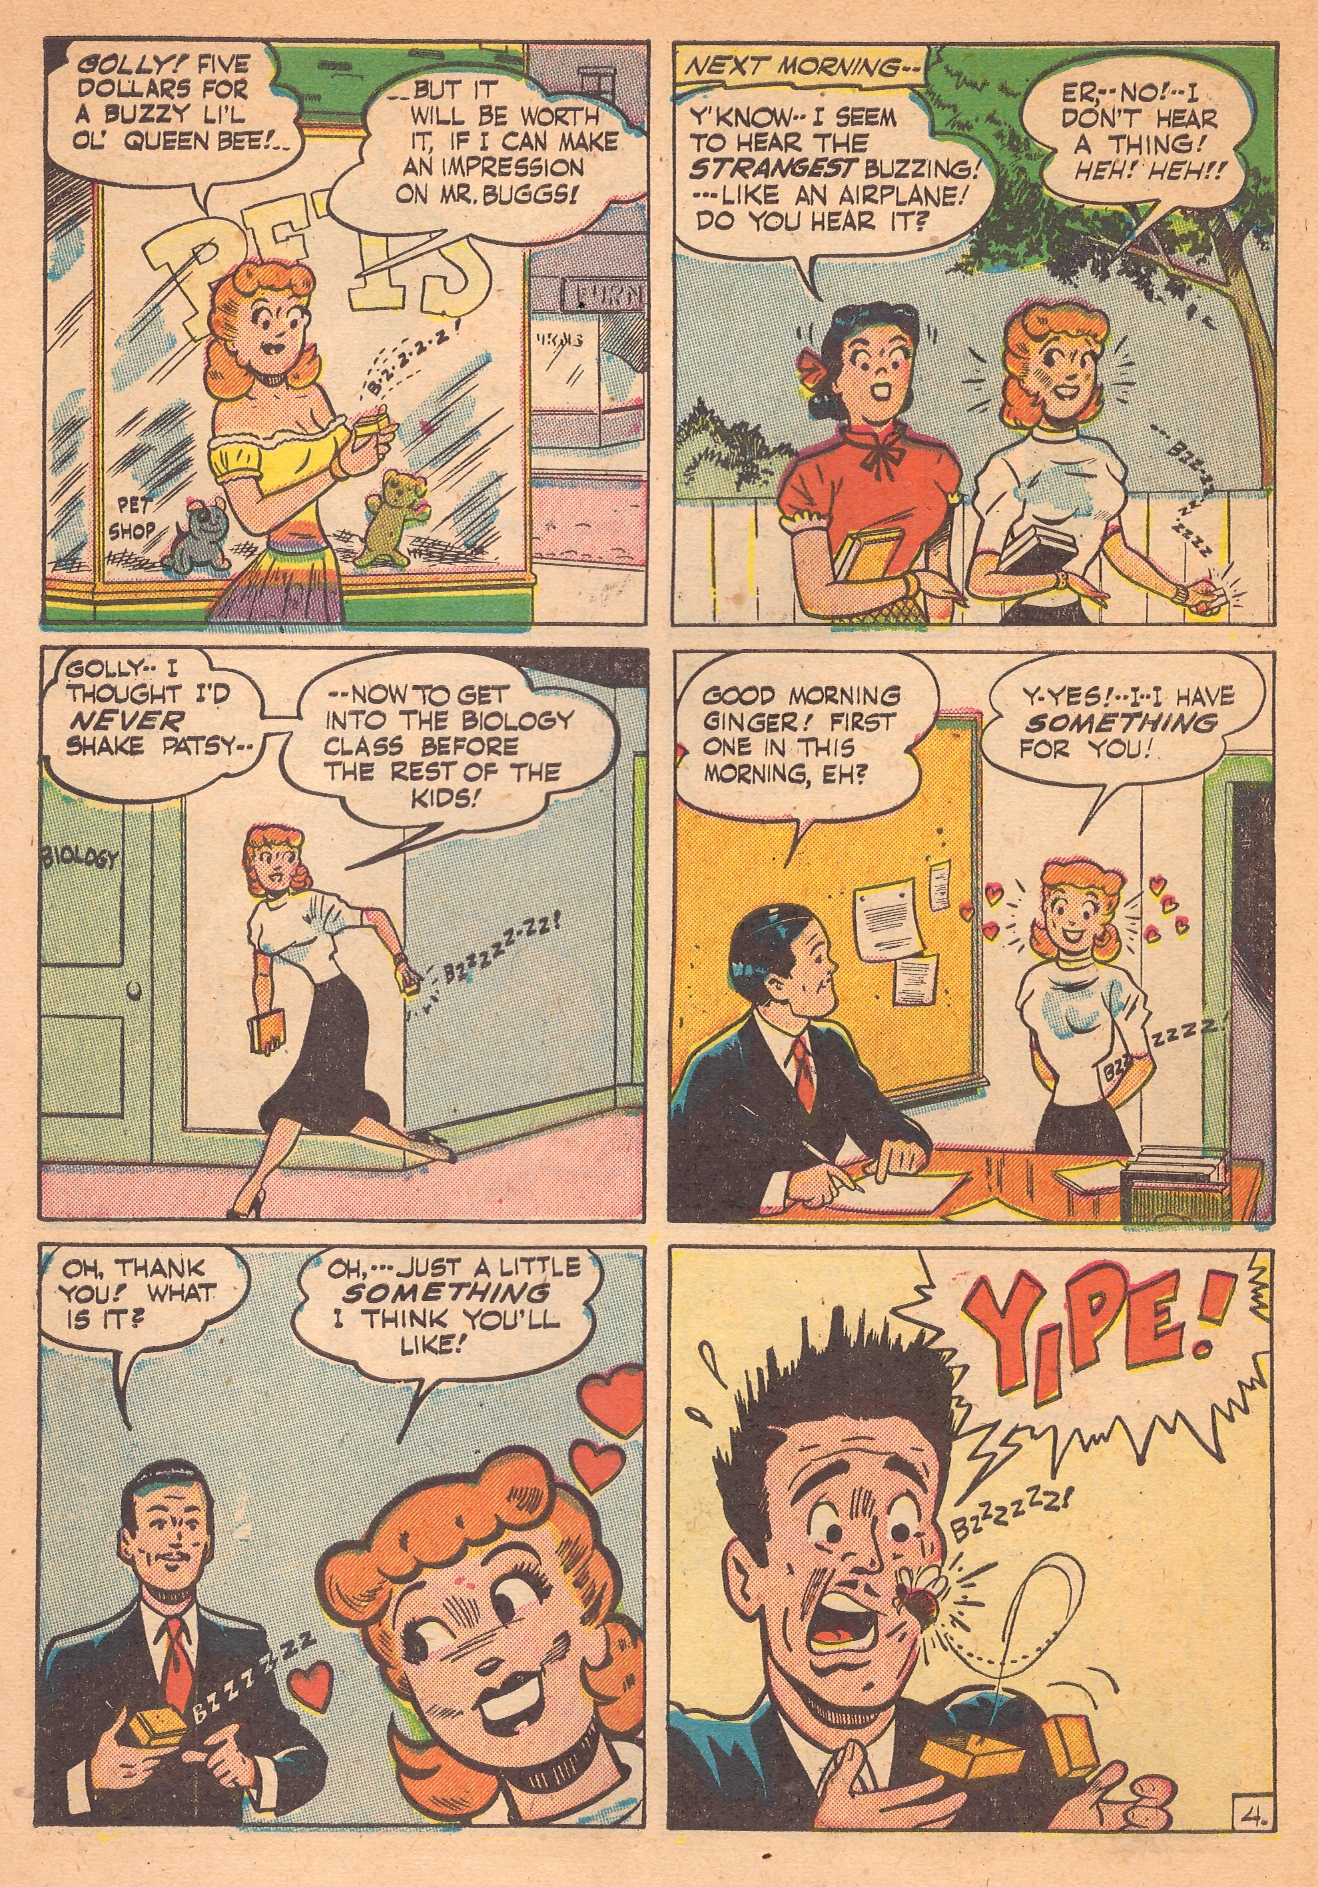 GOLLY! FIVE
DOLLARS FOR
A BUZZY LI'L
OL' QUEEN BEE!--
--BUT IT
WILL BE WORTH
IT, IF I CAN MAKE
AN IMPRESSION
ON MR. BUGGS!
PETS
B-Z-Z-Z-Z!
PET
SHOP
NEXT MORNING--
Y'KNOW-- I SEEM
TO HEAR THE
STRANGEST BUZZING!
---LIKE AN AIRPLANE!
DO YOU HEAR IT?
ER,--NO!--I
DON'T HEAR
A THING!
HEH! HEH!!
GOLLY-- I
THOUGHT I'D
NEVER
SHAKE PATSY--
--NOW TO GET
INTO THE BIOLOGY
CLASS BEFORE
THE REST OF THE
KIDS!
BIOLOGY
BZZZZZ-ZZ!
GOOD MORNING
GINGER! FIRST
ONE IN THIS
MORNING, EH?
Y-YES!--I--I HAVE
SOMETHING
FOR YOU!
BZZ ZZZZ!
OH, THANK
YOU! WHAT
IS IT?
OH,---JUST A LITTLE
SOMETHING
I THINK YOU'LL
LIKE!
BZZZZZZZ
YIPE!
BZZZZZZ!
4.